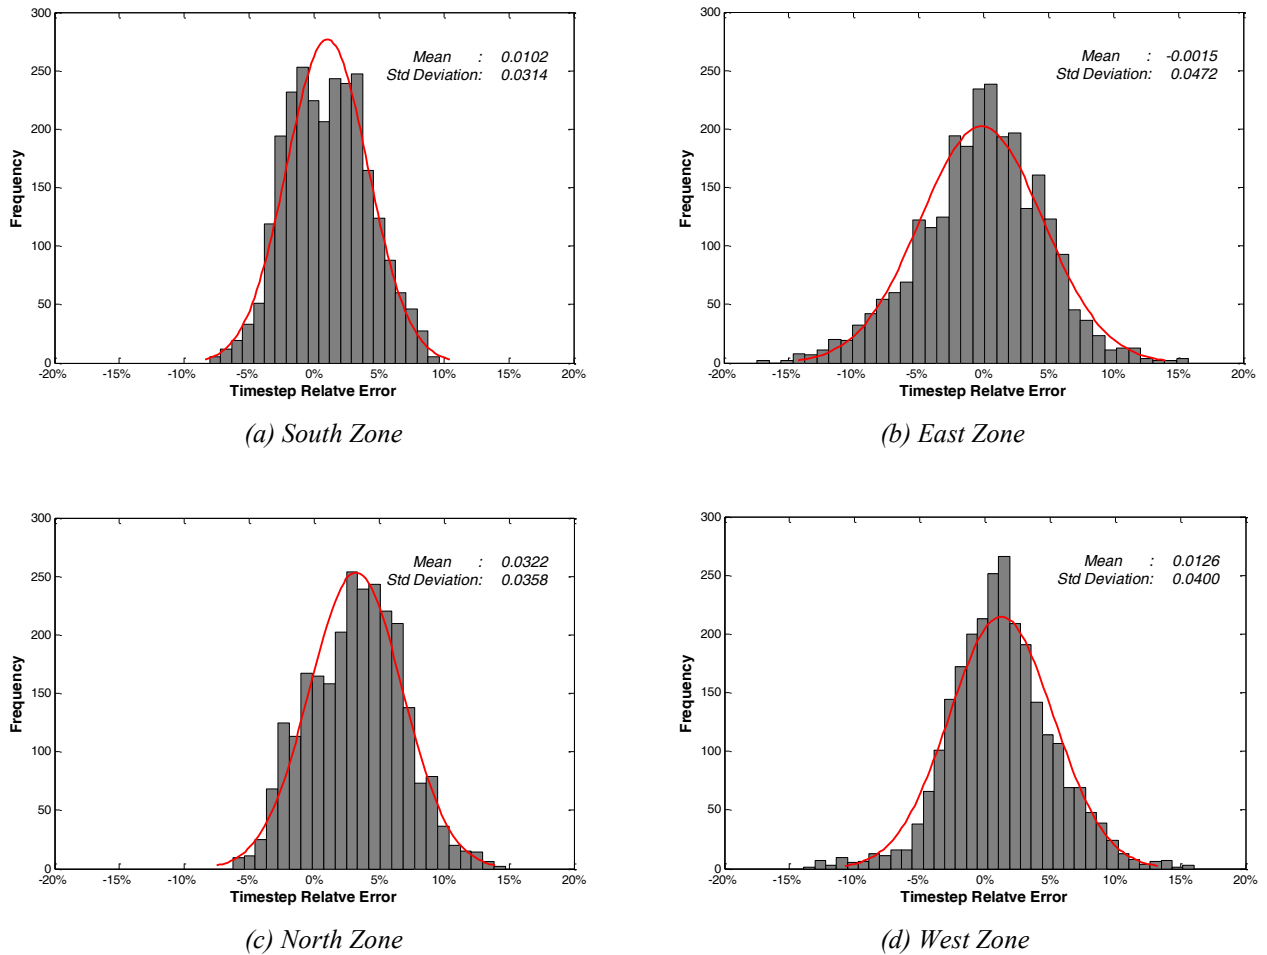 300
250
200
150
100
50
0
Frequency
Mean : 0.0102
Std Deviation: 0.0314
-20% -15% -10% -5% 0% 5% 10% 15% 20%
Timestep Relatve Error
(a) South Zone
300
250
200
150
100
50
0
Frequency
Mean : -0.0015
Std Deviation: 0.0472
-20% -15% -10% -5% 0% 5% 10% 15% 20%
Timestep Relatve Error
(b) East Zone
300
250
200
150
100
50
0
Frequency
Mean : 0.0322
Std Deviation: 0.0358
-20% -15% -10% -5% 0% 5% 10% 15% 20%
Timestep Relatve Error
(c) North Zone
300
250
200
150
100
50
0
Frequency
Mean : 0.0126
Std Deviation: 0.0400
-20% -15% -10% -5% 0% 5% 10% 15% 20%
Timestep Relatve Error
(d) West Zone